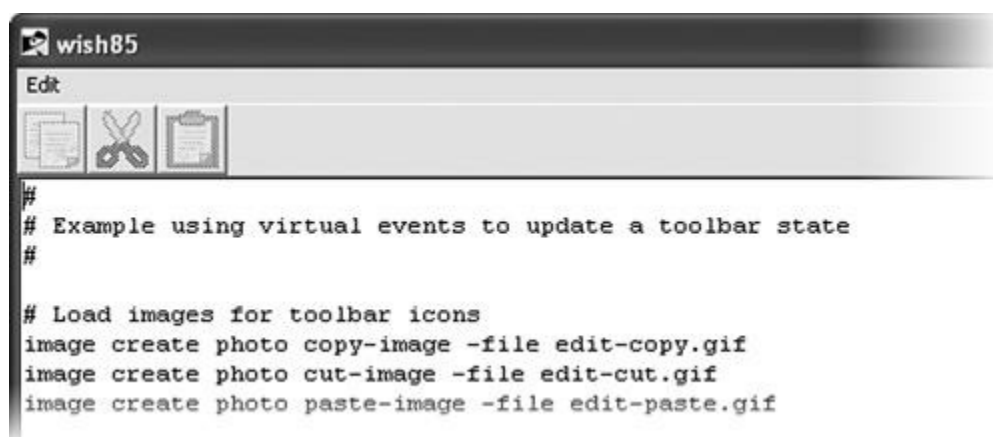 wish85
Edit
#
# Example using virtual events to update a toolbar state
#
# Load images for toolbar icons
image create photo copy-image -file edit-copy.gif
image create photo cut-image -file edit-cut.gif
image create photo paste-image -file edit-paste.gif